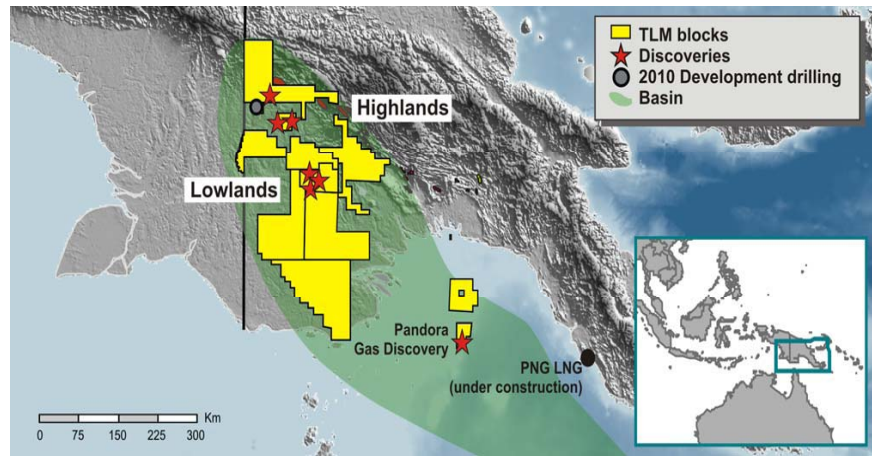 TLM blocks
Discoveries
2010 Development drilling
Basin
Highlands
Lowlands
Pandora
Gas Discovery
PNG LNG
(under construction)
Km
0 75 150 225 300